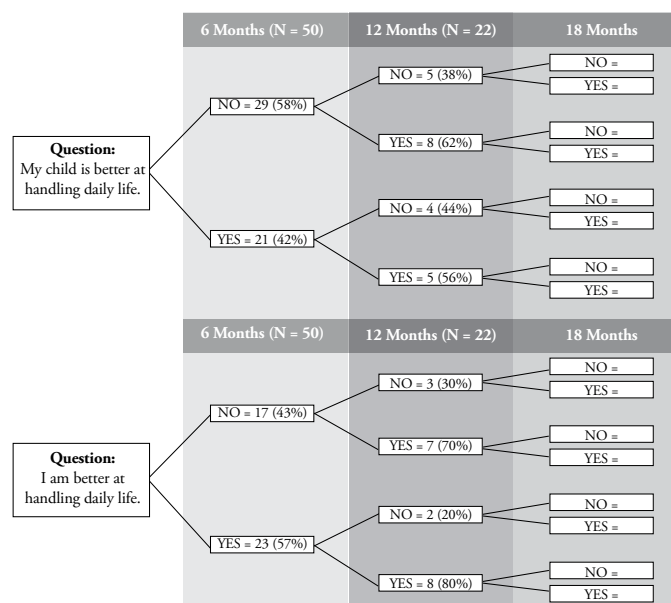 6 Months (N = 50) 12 Months (N = 22) 18 Months
NO =
NO = 5 (38%)
YES =
NO = 29 (58%)
NO =
YES = 8 (62%)
YES =
Question:
My child is better at
handling daily life.
NO =
NO = 4 (44%)
YES =
YES = 21 (42%)
NO =
YES = 5 (56%)
YES =
6 Months (N = 50) 12 Months (N = 22) 18 Months
NO =
NO = 3 (30%)
YES =
NO = 17 (43%)
NO =
YES = 7 (70%)
YES =
Question:
I am better at
handling daily life.
NO =
NO = 2 (20%)
YES =
YES = 23 (57%)
NO =
YES = 8 (80%)
YES =